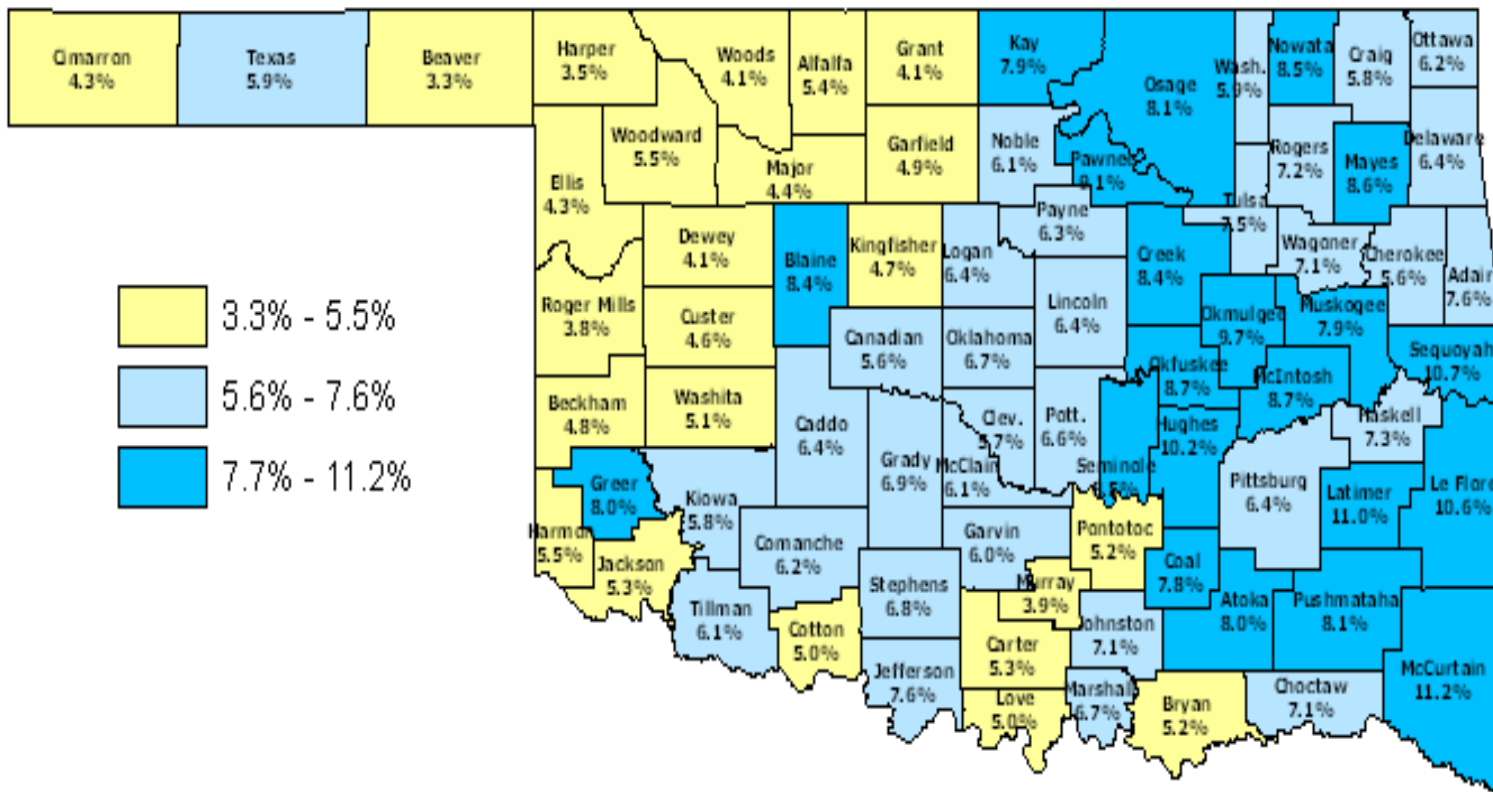 Cimarron
4.3%
Texas
5.9%
Beaver
3.3%
Harper
3.5%
Woods
4.1%
Alfalfa
5.4%
Grant
4.1%
Kay
7.9%
Osage
8.1%
Wash.
5.9%
Nowata
8.5%
Craig
5.8%
Ottawa
6.2%
Woodward
5.5%
Ellis
4.3%
Major
4.4%
Garfield
4.9%
Noble
6.1%
Pawnee
9.1%
Rogers
7.2%
Mayes
8.6%
Delaware
6.4%
Dewey
4.1%
Blaine
8.4%
Kingfisher
4.7%
Logan
6.4%
Payne
6.3%
Creek
8.4%
Tulsa
7.5%
Wagoner
7.1%
Cherokee
5.6%
Adair
7.6%
Roger Mills
3.8%
Custer
4.6%
Canadian
5.6%
Oklahoma
6.7%
Lincoln
6.4%
Okmulgee
9.7%
Muskogee
7.9%
Sequoyah
10.7%
3.3% - 5.5%
5.6% - 7.6%
7.7% - 11.2%
Beckham
4.8%
Washita
5.1%
Caddo
6.4%
Grady
6.9%
Clev.
5.7%
McClain
6.1%
Pott.
6.6%
Seminole
Okfuskee
8.7%
McIntosh
8.7%
Hughes
10.2%
Haskell
7.3%
Pittsburg
6.4%
Latimer
11.0%
Le Flore
10.6%
Greer
8.0%
Kiowa
5.8%
Harmon
5.5%
Jackson
5.3%
Comanche
6.2%
Garvin
6.0%
Pontotoc
5.2%
Coal
7.8%
Tillman
6.1%
Cotton
5.0%
Stephens
6.8%
Murray
3.9%
Johnston
7.1%
Atoka
8.0%
Pushmataha
8.1%
McCurtain
11.2%
Jefferson
7.6%
Carter
5.3%
Love
5.0%
Marshall
6.7%
Bryan
5.2%
Choctaw
7.1%